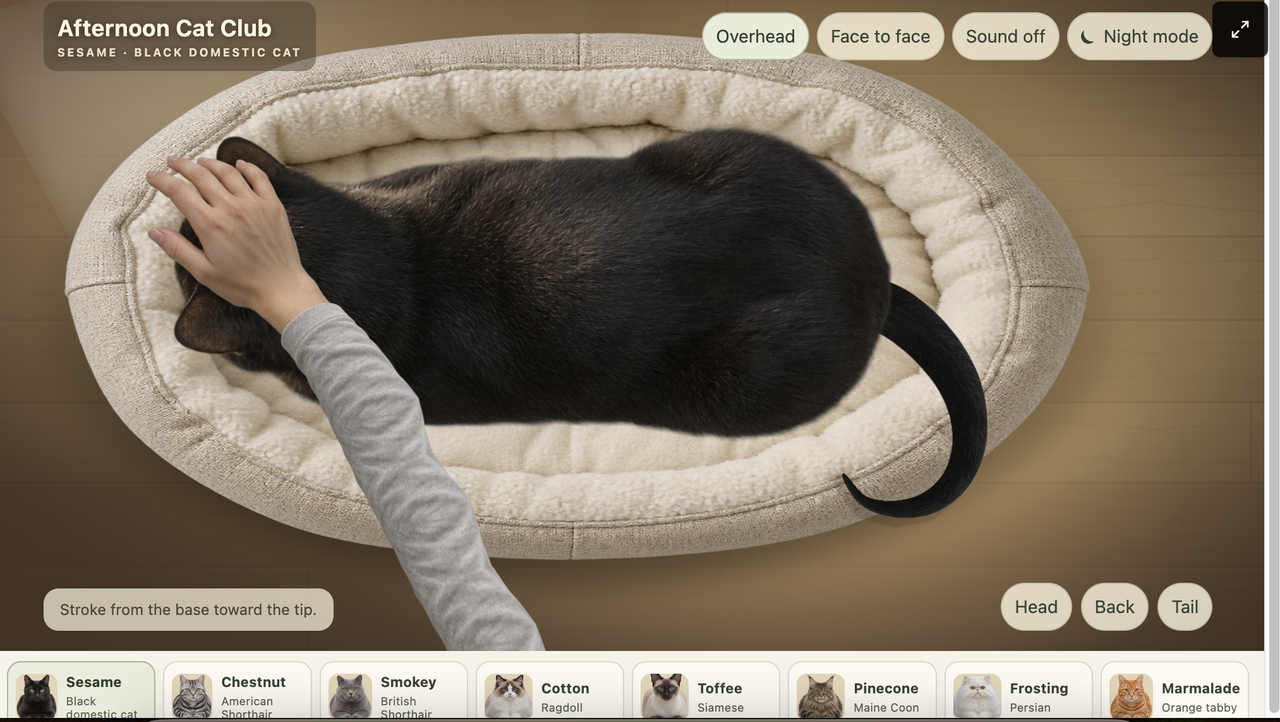 Afternoon Cat Club
SESAME · BLACK DOMESTIC CAT
Overhead
Face to face
Sound off
Night mode
Stroke from the base toward the tip.
Head
Back
Tail
Sesame
Black
domestic cat
Chestnut
American
Shorthair
Smokey
British
Shorthair
Cotton
Ragdoll
Toffee
Siamese
Pinecone
Maine Coon
Frosting
Persian
Marmalade
Orange tabby